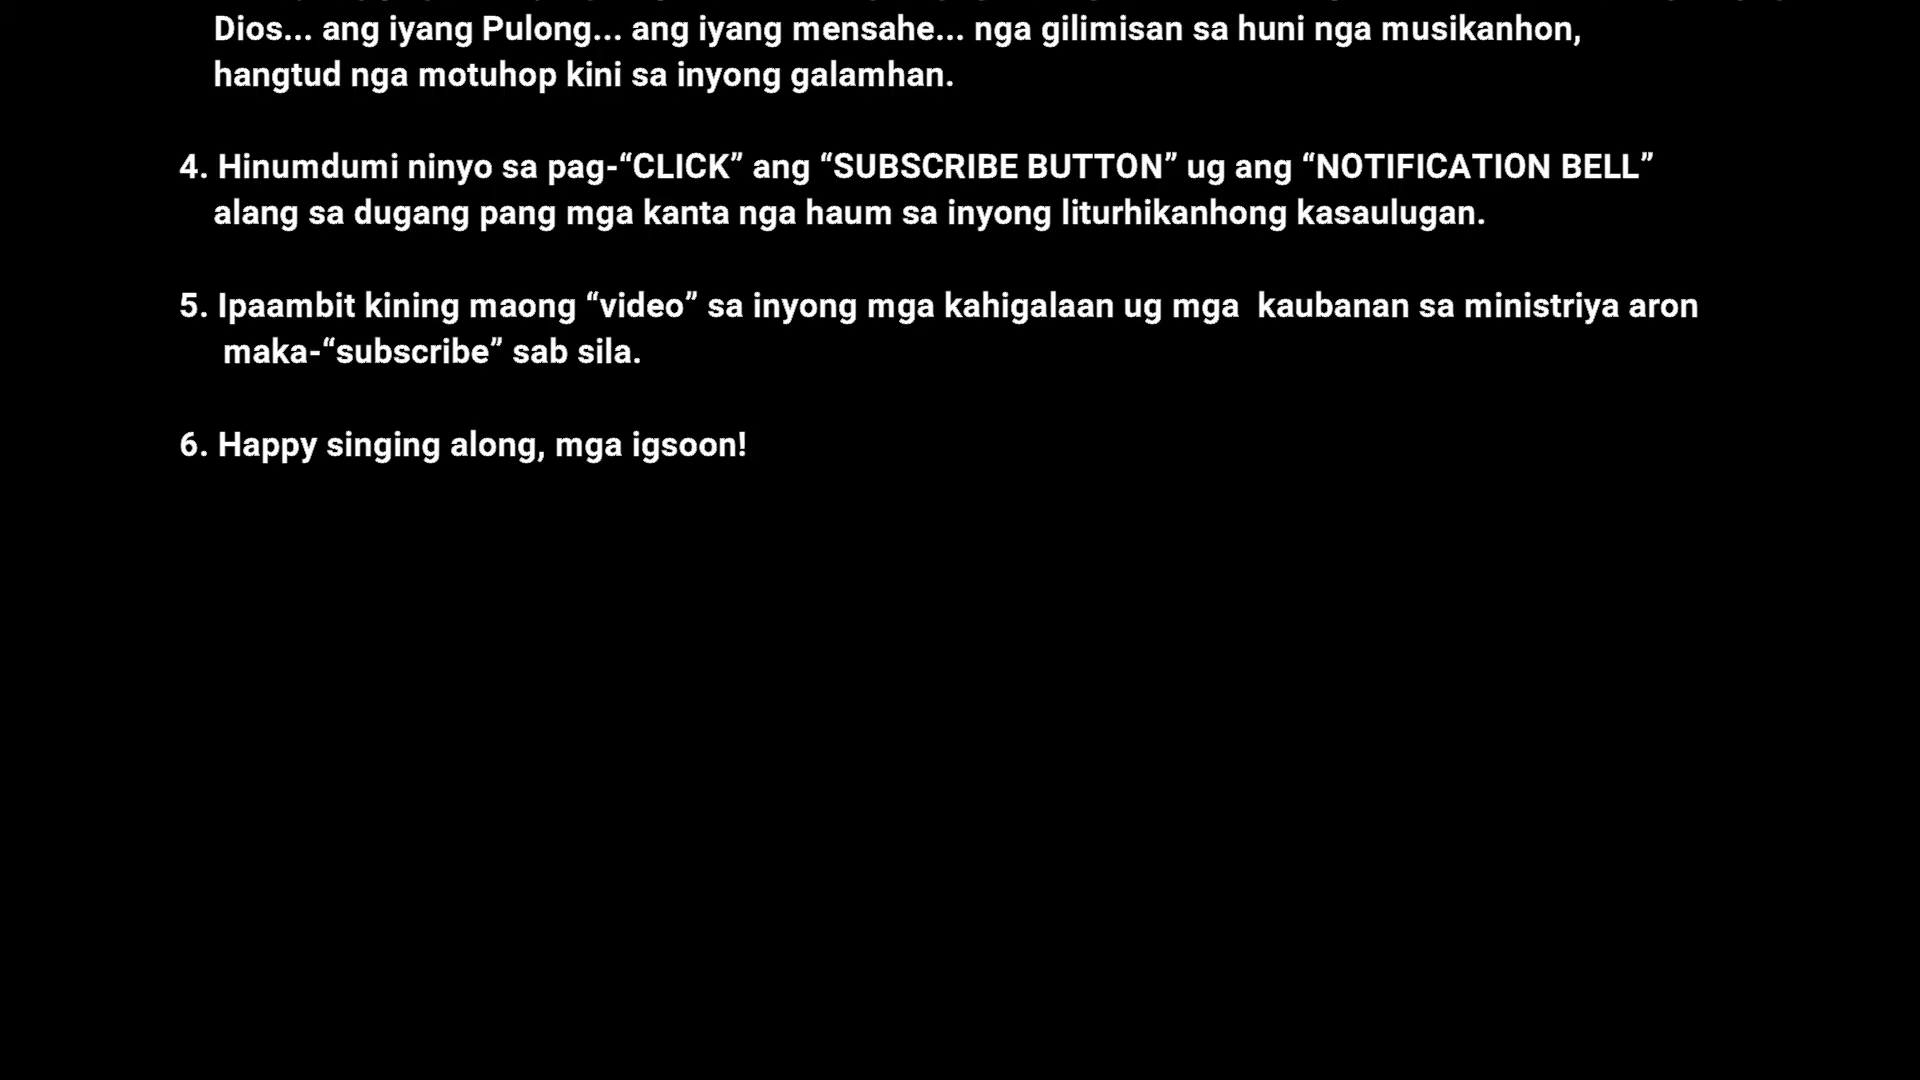 Dios... ang iyang Pulong... ang iyang mensahe... nga gilimisan sa huni nga musikanhon,
hangtud nga motuhop kini sa inyong galamhan.
4. Hinumdumi ninyo sa pag-“CLICK” ang “SUBSCRIBE BUTTON” ug ang “NOTIFICATION BELL”
alang sa dugang pang mga kanta nga haum sa inyong liturhikanhong kasaulugan.
5. Ipaambit kining maong “video” sa inyong mga kahigalaan ug mga  kaubanan sa ministriya aron
maka-“subscribe” sab sila.
6. Happy singing along, mga igsoon!